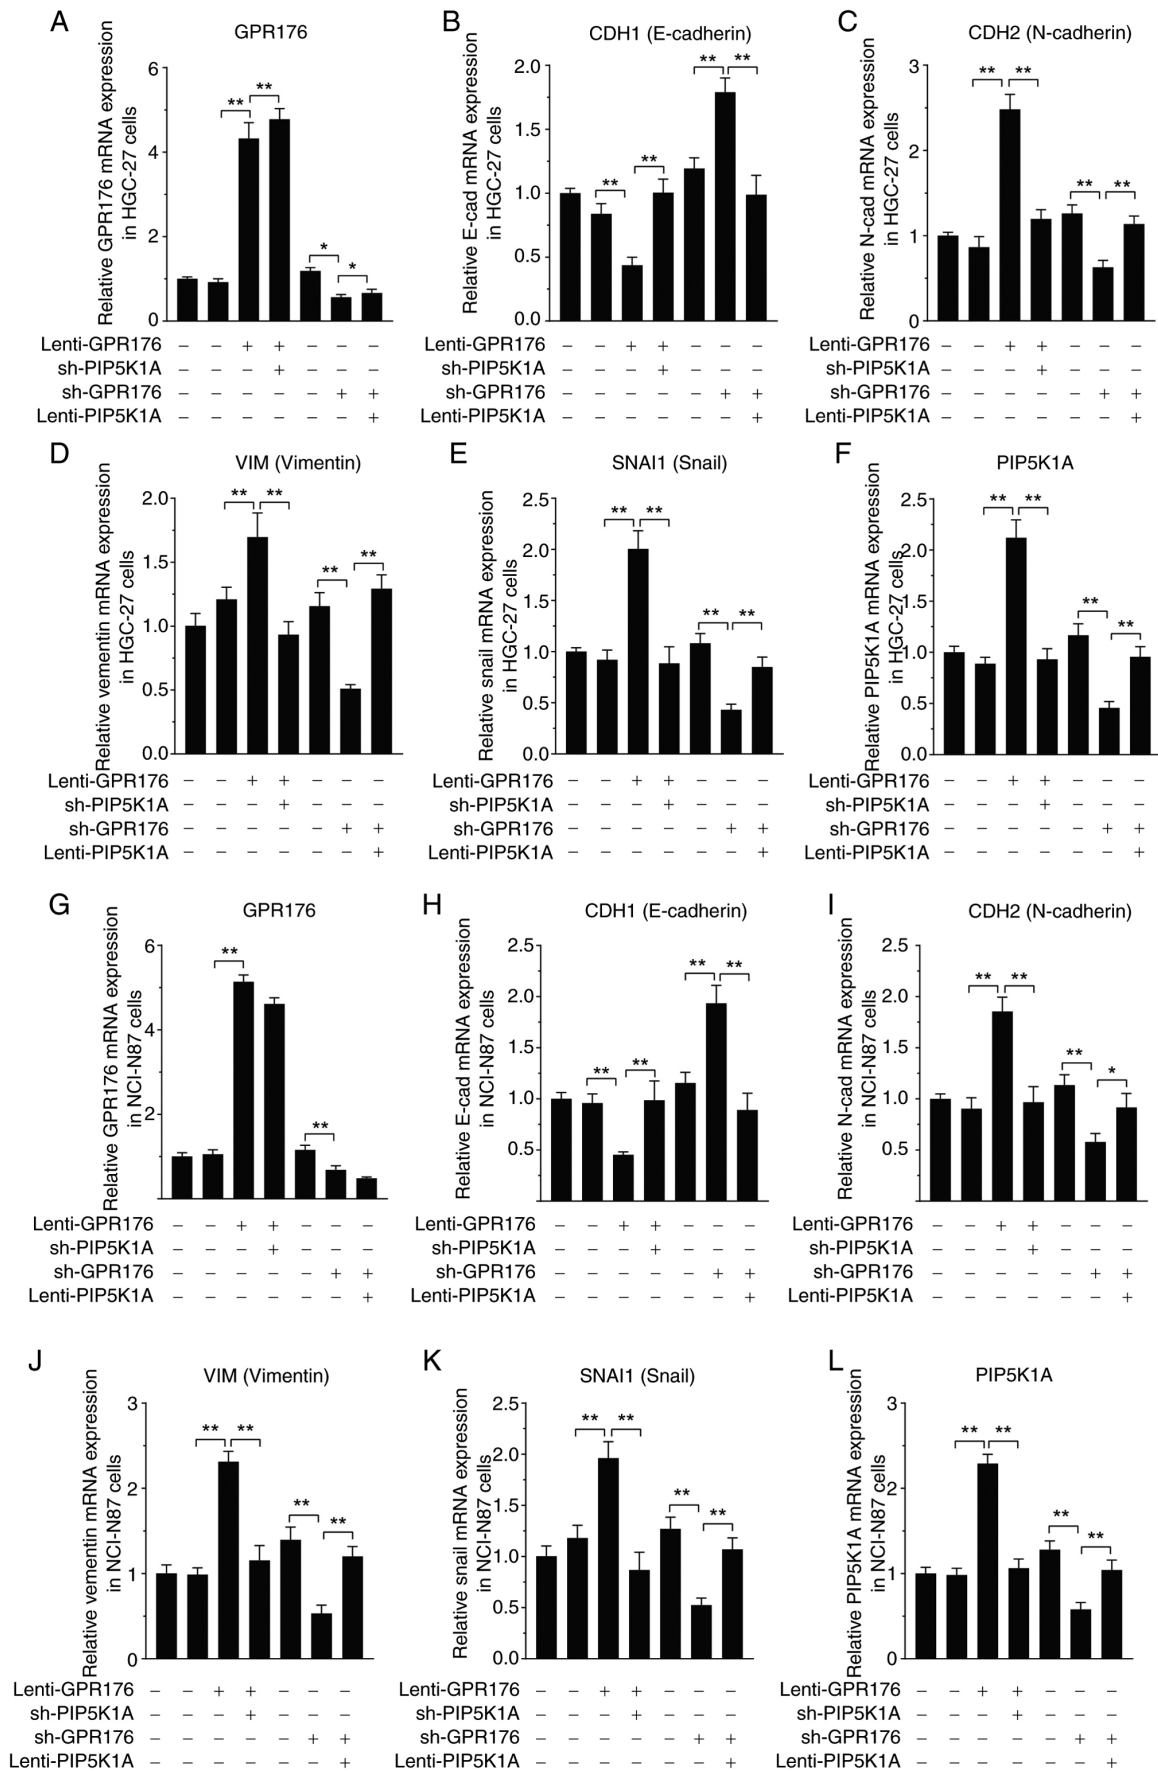 A
GPR176
Relative GPR176 mRNA expression
in HGC-27 cells
6
4
2
0
** ** * *
Lenti-GPR176 − − + + − − −
sh-PIP5K1A − − − + − − −
sh-GPR176 − − − − − + +
Lenti-PIP5K1A − − − − − − +
B
CDH1 (E-cadherin)
Relative E-cad mRNA expression
in HGC-27 cells
2.0
1.5
1.0
0.5
0.0
** ** ** **
Lenti-GPR176 − − + + − − −
sh-PIP5K1A − − − + − − −
sh-GPR176 − − − − − + +
Lenti-PIP5K1A − − − − − − +
C
CDH2 (N-cadherin)
Relative N-cad mRNA expression
in HGC-27 cells
3
2
1
0
** ** ** **
Lenti-GPR176 − − + + − − −
sh-PIP5K1A − − − + − − −
sh-GPR176 − − − − − + +
Lenti-PIP5K1A − − − − − − +
D
VIM (Vimentin)
Relative vementin mRNA expression
in HGC-27 cells
2.0
1.5
1.0
0.5
0.0
** ** ** **
Lenti-GPR176 − − + + − − −
sh-PIP5K1A − − − + − − −
sh-GPR176 − − − − − + +
Lenti-PIP5K1A − − − − − − +
E
SNAI1 (Snail)
Relative snail mRNA expression
in HGC-27 cells
2.5
2.0
1.5
1.0
0.5
0.0
** ** ** **
Lenti-GPR176 − − + + − − −
sh-PIP5K1A − − − + − − −
sh-GPR176 − − − − − + +
Lenti-PIP5K1A − − − − − − +
F
PIP5K1A
Relative PIP5K1A mRNA expression
in HGC-27 cells
2.5
2.0
1.5
1.0
0.5
0.0
** ** ** **
Lenti-GPR176 − − + + − − −
sh-PIP5K1A − − − + − − −
sh-GPR176 − − − − − + +
Lenti-PIP5K1A − − − − − − +
G
GPR176
Relative GPR176 mRNA expression
in NCI-N87 cells
6
4
2
** **
Lenti-GPR176 − − + + − − −
sh-PIP5K1A − − − + − − −
sh-GPR176 − − − − − + +
Lenti-PIP5K1A − − − − − − +
H
CDH1 (E-cadherin)
Relative E-cad mRNA expression
in NCI-N87 cells
2.5
2.0
1.5
1.0
0.5
** ** ** **
Lenti-GPR176 − − + + − − −
sh-PIP5K1A − − − + − − −
sh-GPR176 − − − − − + +
Lenti-PIP5K1A − − − − − − +
I
CDH2 (N-cadherin)
Relative N-cad mRNA expression
in NCI-N87 cells
2.5
2.0
1.5
1.0
0.5
** ** ** *
Lenti-GPR176 − − + + − − −
sh-PIP5K1A − − − + − − −
sh-GPR176 − − − − − + +
Lenti-PIP5K1A − − − − − − +
J
VIM (Vimentin)
Relative vementin mRNA expression
in NCI-N87 cells
3
2
1
0
** ** ** **
Lenti-GPR176 − − + + − − −
sh-PIP5K1A − − − + − − −
sh-GPR176 − − − − − + +
Lenti-PIP5K1A − − − − − − +
K
SNAI1 (Snail)
Relative snail mRNA expression
in NCI-N87 cells
2.5
2.0
1.5
1.0
0.5
0.0
** ** ** **
Lenti-GPR176 − − + + − − −
sh-PIP5K1A − − − + − − −
sh-GPR176 − − − − − + +
Lenti-PIP5K1A − − − − − − +
L
PIP5K1A
Relative PIP5K1A mRNA expression
in NCI-N87 cells
3
2
1
0
** ** ** **
Lenti-GPR176 − − + + − − −
sh-PIP5K1A − − − + − − −
sh-GPR176 − − − − − + +
Lenti-PIP5K1A − − − − − − +